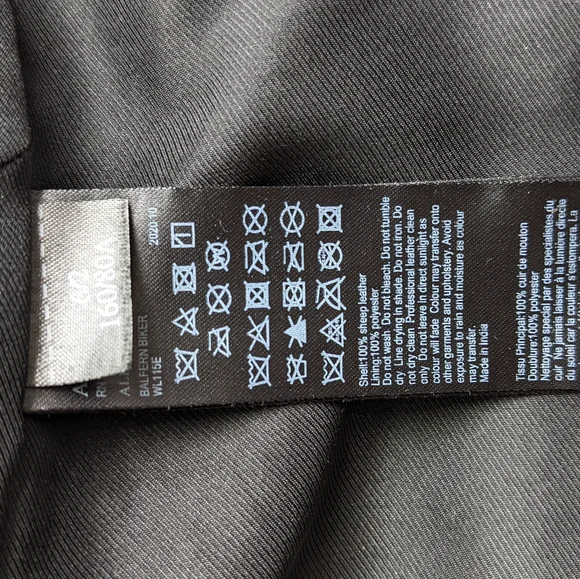 62
160/80A
BALFERN BIKER
WL115E
2020 10
Shell:100% sheep leather
Lining:100% polyester
Do not wash. Do not bleach. Do not tumble
dry. Line drying in shade. Do not iron. Do
not dry clean. Professional leather clean
only. Do not leave in direct sunlight as
colour will fade. Colour may transfer onto
other garments and upholstery. Avoid
exposure to rain and moisture as colour
may transfer.
Made in India
Tissu Principal:100% cuir de mouton
Doublure:100% polyester
Nettoyage spécial par des spécialistes du
cuir. Ne jamais laisser à la lumière directe
du soleil car la couleur s'estomperait. La